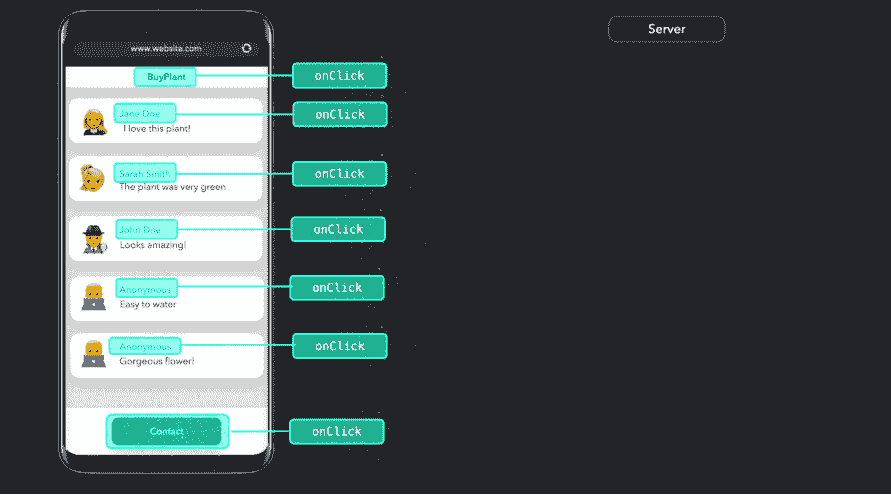 Server
www.website.com
BuyPlant
onClick
Jane Doe
onClick
I love this plant!
Sarah Smith
onClick
The plant was very green
John Doe
onClick
Looks amazing!
Anonymous
onClick
Easy to water
Anonymous
onClick
Gorgeous flower!
Contact
onClick